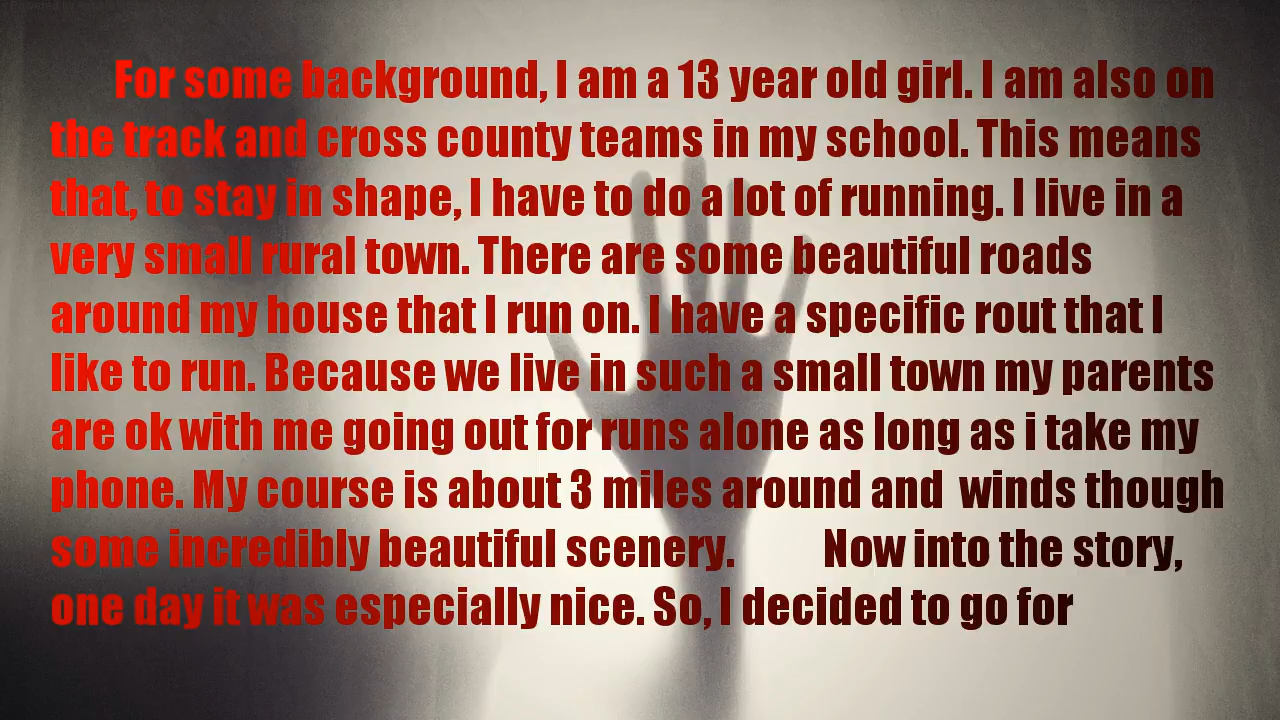 For some background, I am a 13 year old girl. I am also on
the track and cross county teams in my school. This means
that, to stay in shape, I have to do a lot of running. I live in a
very small rural town. There are some beautiful roads
around my house that I run on. I have a specific rout that I
like to run. Because we live in such a small town my parents
are ok with me going out for runs alone as long as i take my
phone. My course is about 3 miles around and  winds though
some incredibly beautiful scenery. Now into the story,
one day it was especially nice. So, I decided to go for